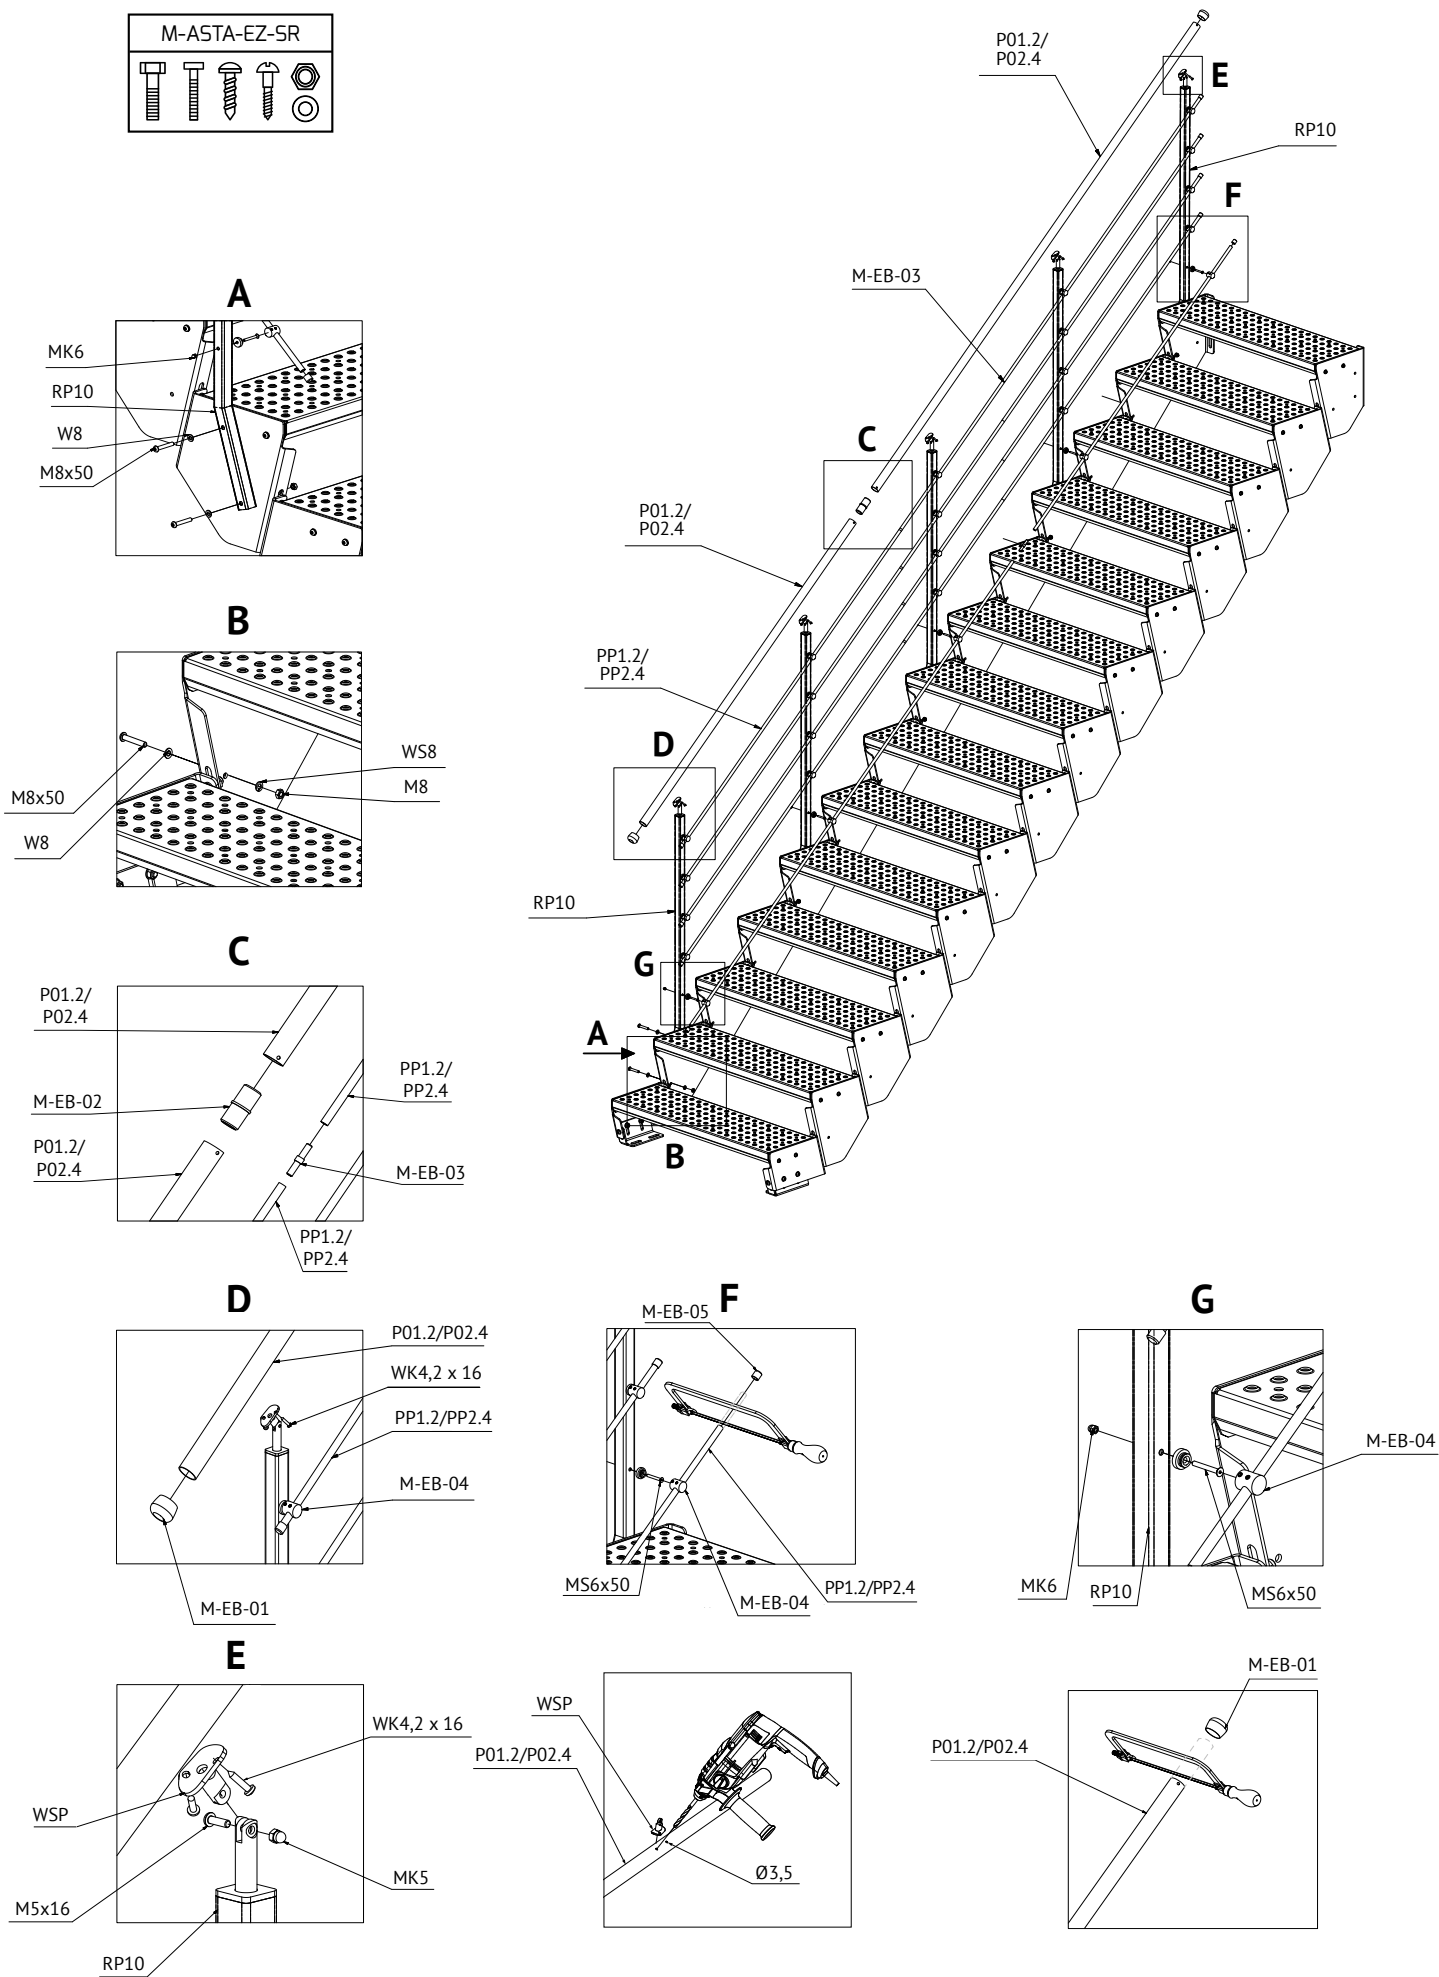 M-ASTA-EZ-SR
P01.2/
P02.4
E
RP10
F
M-EB-03
C
P01.2/
P02.4
PP1.2/
PP2.4
D
RP10
G
A
B
A
MK6
RP10
W8
M8x50
B
WS8
M8
M8x50
W8
C
P01.2/
P02.4
PP1.2/
PP2.4
M-EB-02
P01.2/
P02.4
M-EB-03
PP1.2/
PP2.4
D
P01.2/P02.4
WK4,2 x 16
PP1.2/PP2.4
M-EB-04
M-EB-01
F
M-EB-05
MS6x50
M-EB-04
PP1.2/PP2.4
G
M-EB-04
MK6
RP10
MS6x50
E
WK4,2 x 16
WSP
M5x16
MK5
RP10
WSP
P01.2/P02.4
Ø3,5
M-EB-01
P01.2/P02.4